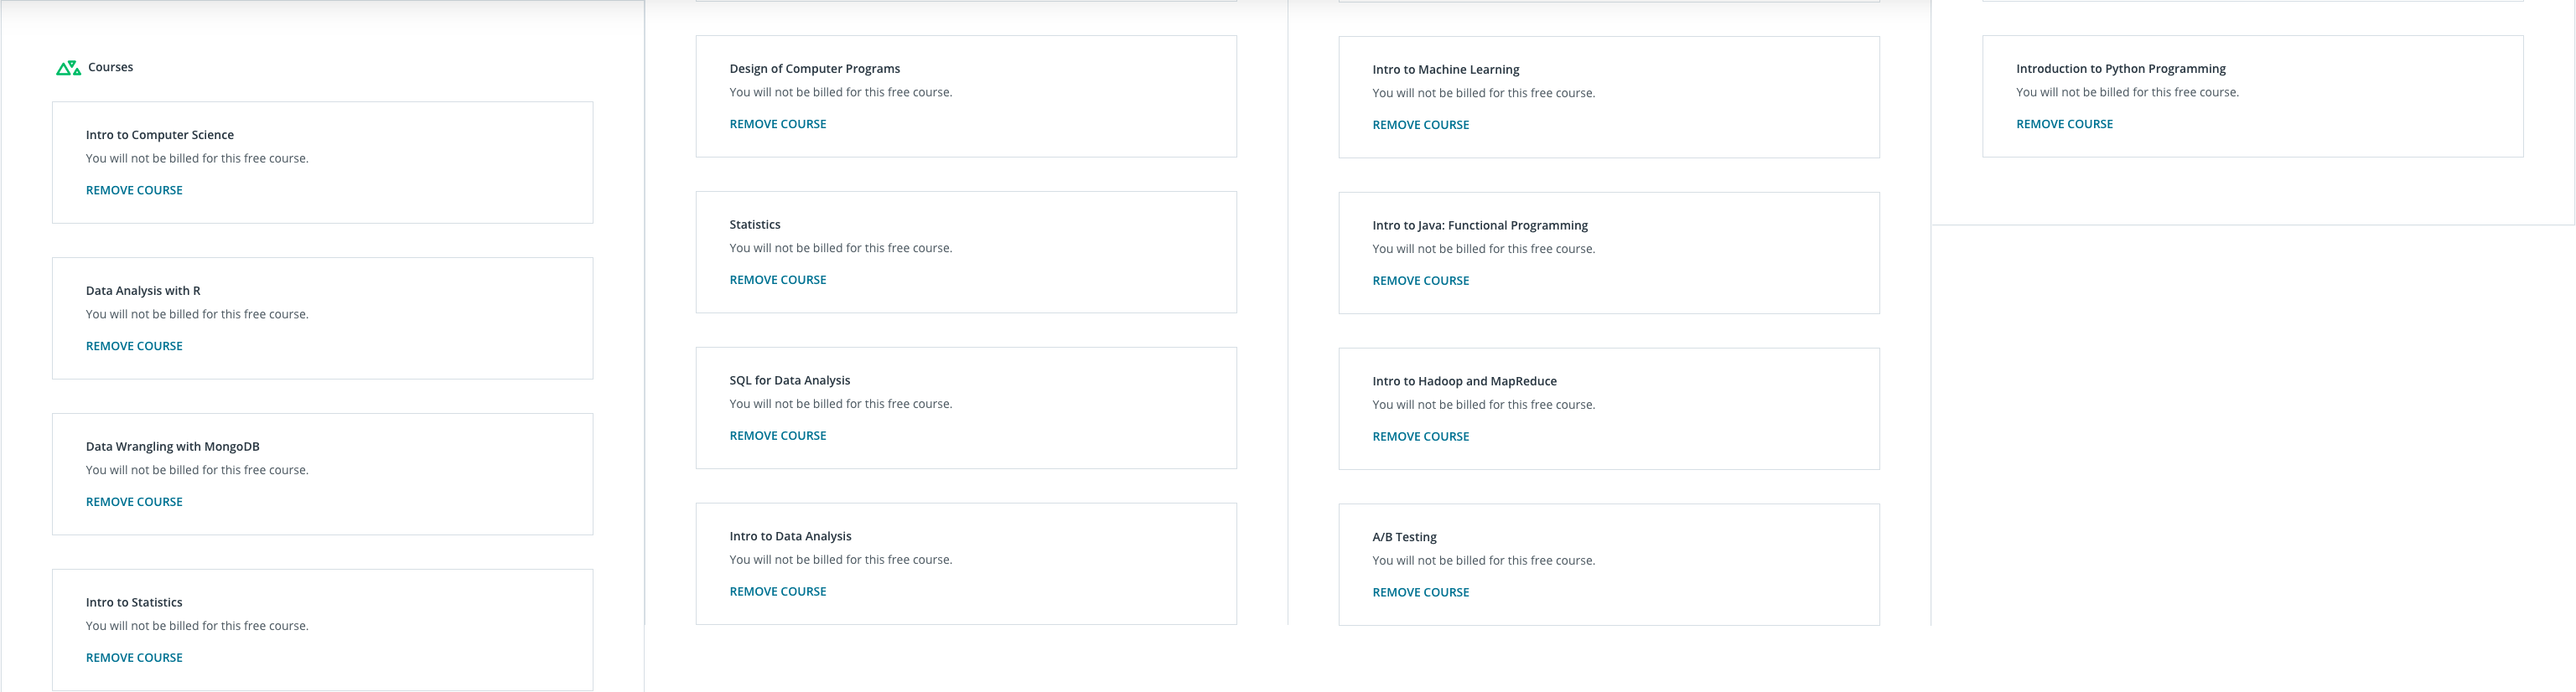 Courses
Intro to Computer Science
You will not be billed for this free course.
REMOVE COURSE
Data Analysis with R
You will not be billed for this free course.
REMOVE COURSE
Data Wrangling with MongoDB
You will not be billed for this free course.
REMOVE COURSE
Intro to Statistics
You will not be billed for this free course.
REMOVE COURSE
Design of Computer Programs
You will not be billed for this free course.
REMOVE COURSE
Statistics
You will not be billed for this free course.
REMOVE COURSE
SQL for Data Analysis
You will not be billed for this free course.
REMOVE COURSE
Intro to Data Analysis
You will not be billed for this free course.
REMOVE COURSE
Intro to Machine Learning
You will not be billed for this free course.
REMOVE COURSE
Intro to Java: Functional Programming
You will not be billed for this free course.
REMOVE COURSE
Intro to Hadoop and MapReduce
You will not be billed for this free course.
REMOVE COURSE
A/B Testing
You will not be billed for this free course.
REMOVE COURSE
Introduction to Python Programming
You will not be billed for this free course.
REMOVE COURSE